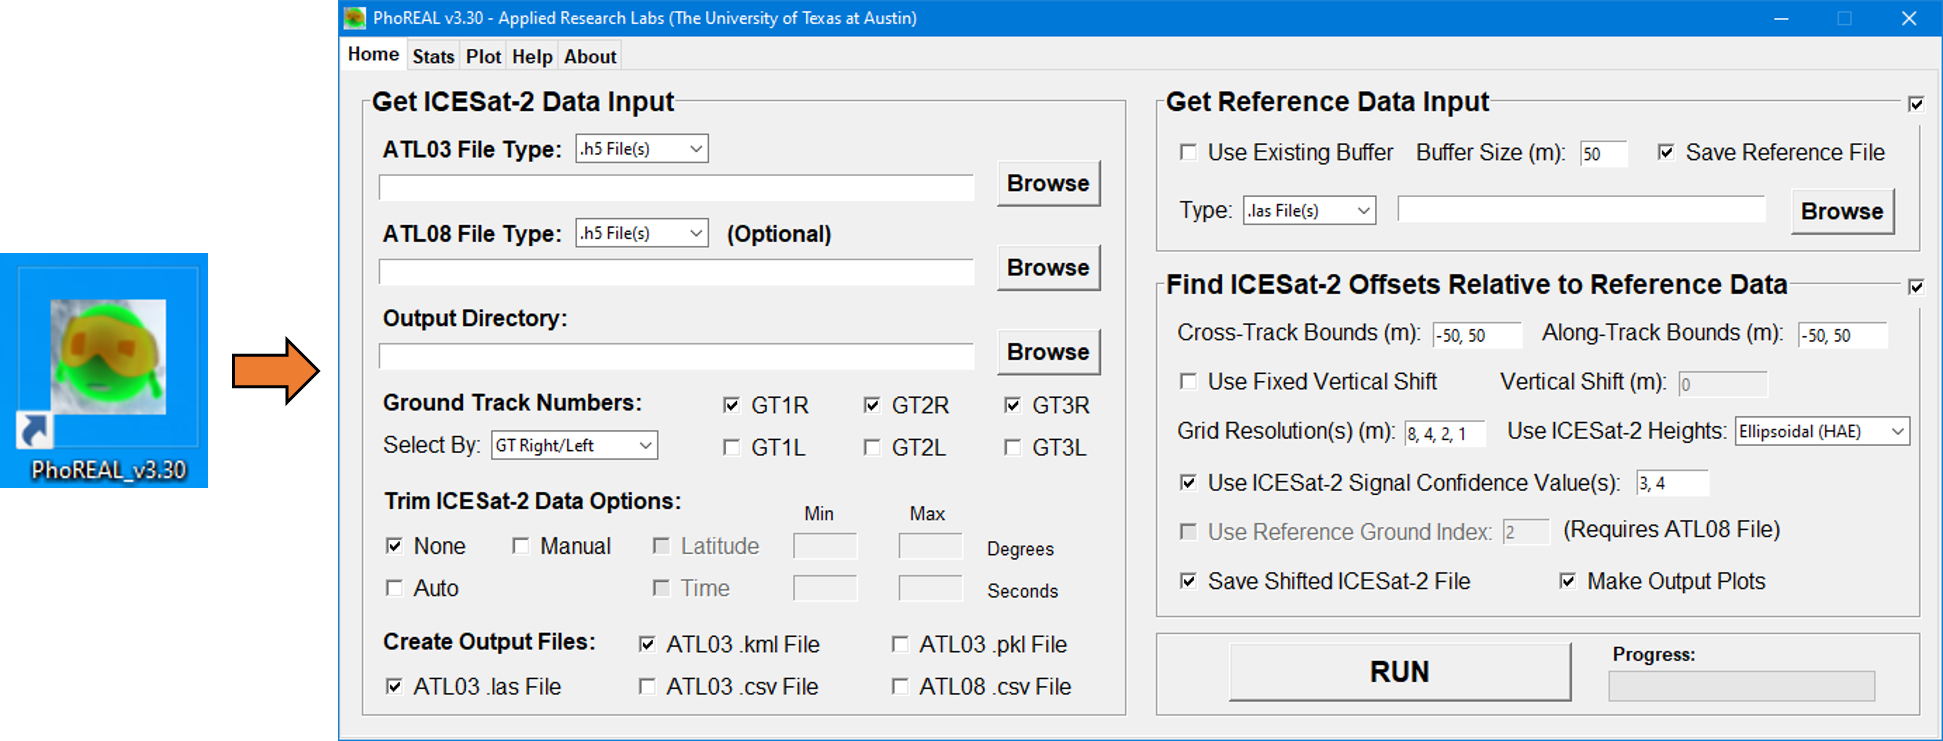 PhoREAL_v3.30
PhoREAL v3.30 - Applied Research Labs (The University of Texas at Austin)
Home Stats Plot Help About
Get ICESat-2 Data Input
ATL03 File Type: .h5 File(s)
Browse
ATL08 File Type: .h5 File(s) (Optional)
Browse
Output Directory:
Browse
Ground Track Numbers: GT1R GT2R GT3R
Select By: GT Right/Left GT1L GT2L GT3L
Trim ICESat-2 Data Options: Min Max
None Manual Latitude Degrees
Auto Time Seconds
Create Output Files: ATL03 .kml File ATL03 .pkl File
ATL03 .las File ATL03 .csv File ATL08 .csv File
Get Reference Data Input
Use Existing Buffer Buffer Size (m): 50 Save Reference File
Type: .las File(s) Browse
Find ICESat-2 Offsets Relative to Reference Data
Cross-Track Bounds (m): -50, 50 Along-Track Bounds (m): -50, 50
Use Fixed Vertical Shift Vertical Shift (m): 0
Grid Resolution(s) (m): 8, 4, 2, 1 Use ICESat-2 Heights: Ellipsoidal (HAE)
Use ICESat-2 Signal Confidence Value(s): 3, 4
Use Reference Ground Index: 2 (Requires ATL08 File)
Save Shifted ICESat-2 File Make Output Plots
RUN Progress: